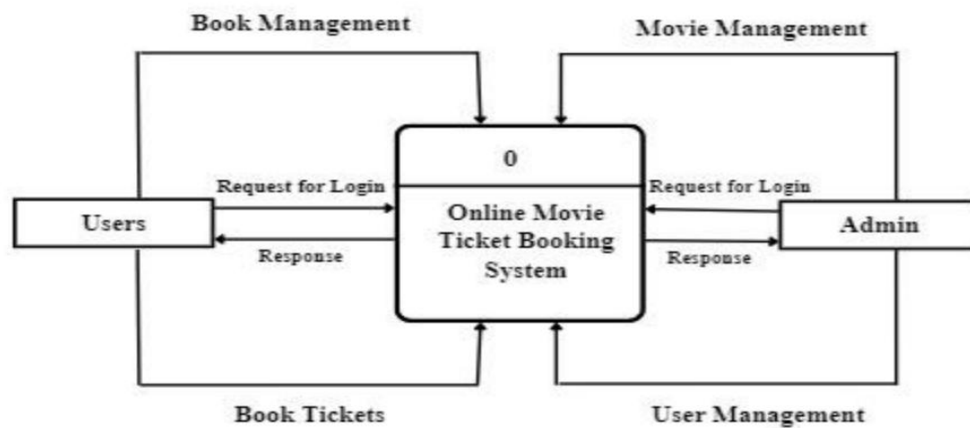 Book Management
Movie Management
0
Request for Login
Request for Login
Users
Online Movie
Ticket Booking
System
Admin
Response
Response
Book Tickets
User Management